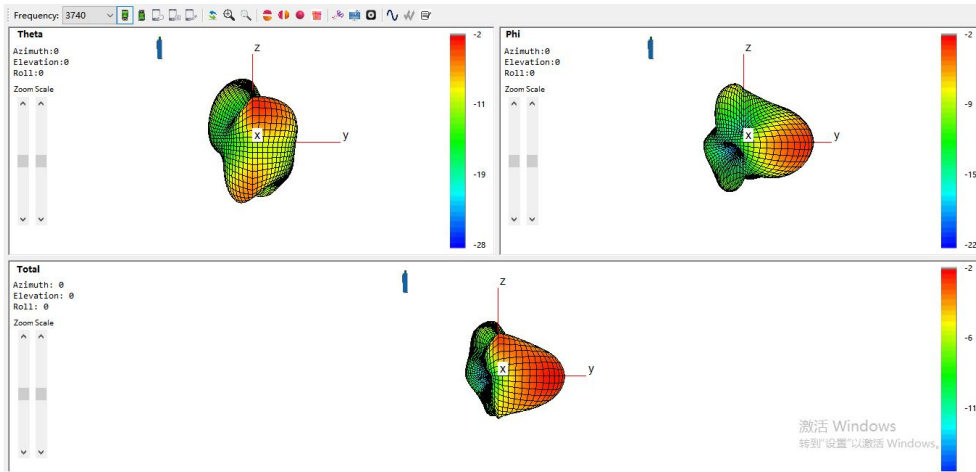 Frequency: 3740
Theta
Azimuth:0
Elevation:0
Roll:0
Zoom Scale
z
x
y
-2
-11
-19
-28
Phi
Azimuth:0
Elevation:0
Roll:0
Zoom Scale
z
x
y
-2
-9
-15
-22
Total
Azimuth: 0
Elevation: 0
Roll: 0
Zoom Scale
z
x
y
-2
-6
-11
激活 Windows
转到"设置"以激活 Windows。